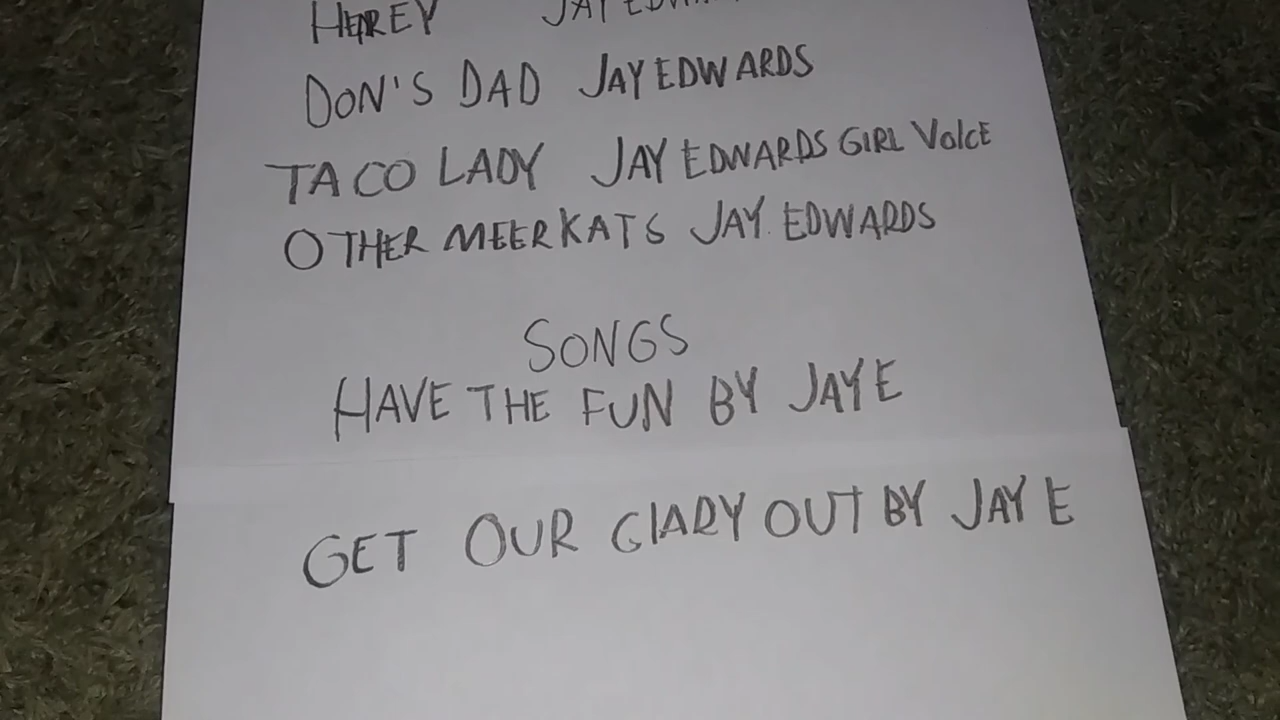 JAY
DON'S DAD JAY EDWARDS
TACO LADY JAY EDWARDS GIRL VOICE
OTHER MEERKATS JAY EDWARDS
SONGS
HAVE THE FUN BY JAY E
GET OUR OUT BY JAY E